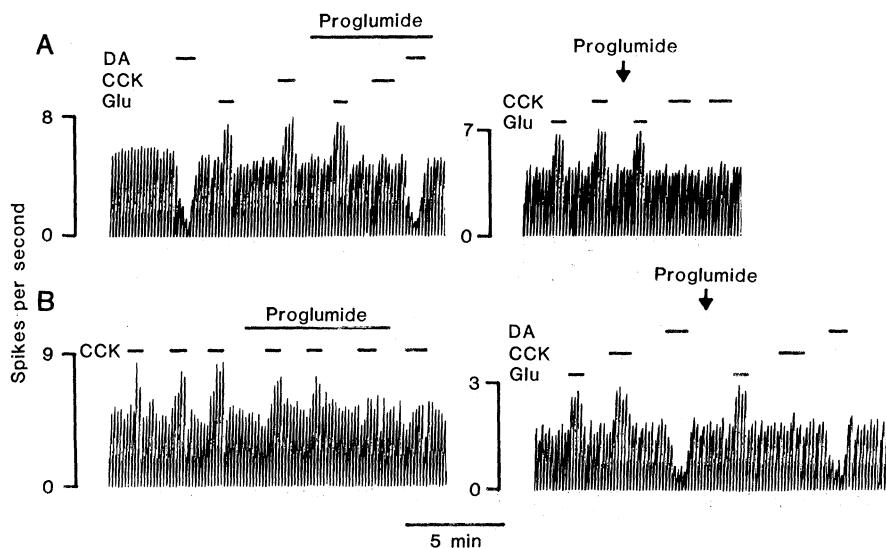 A
Proglumide
DA
CCK
Glu
8
0
Proglumide
CCK
Glu
7
0
Spikes per second
B
Proglumide
CCK
9
0
Proglumide
DA
CCK
Glu
3
0
5 min